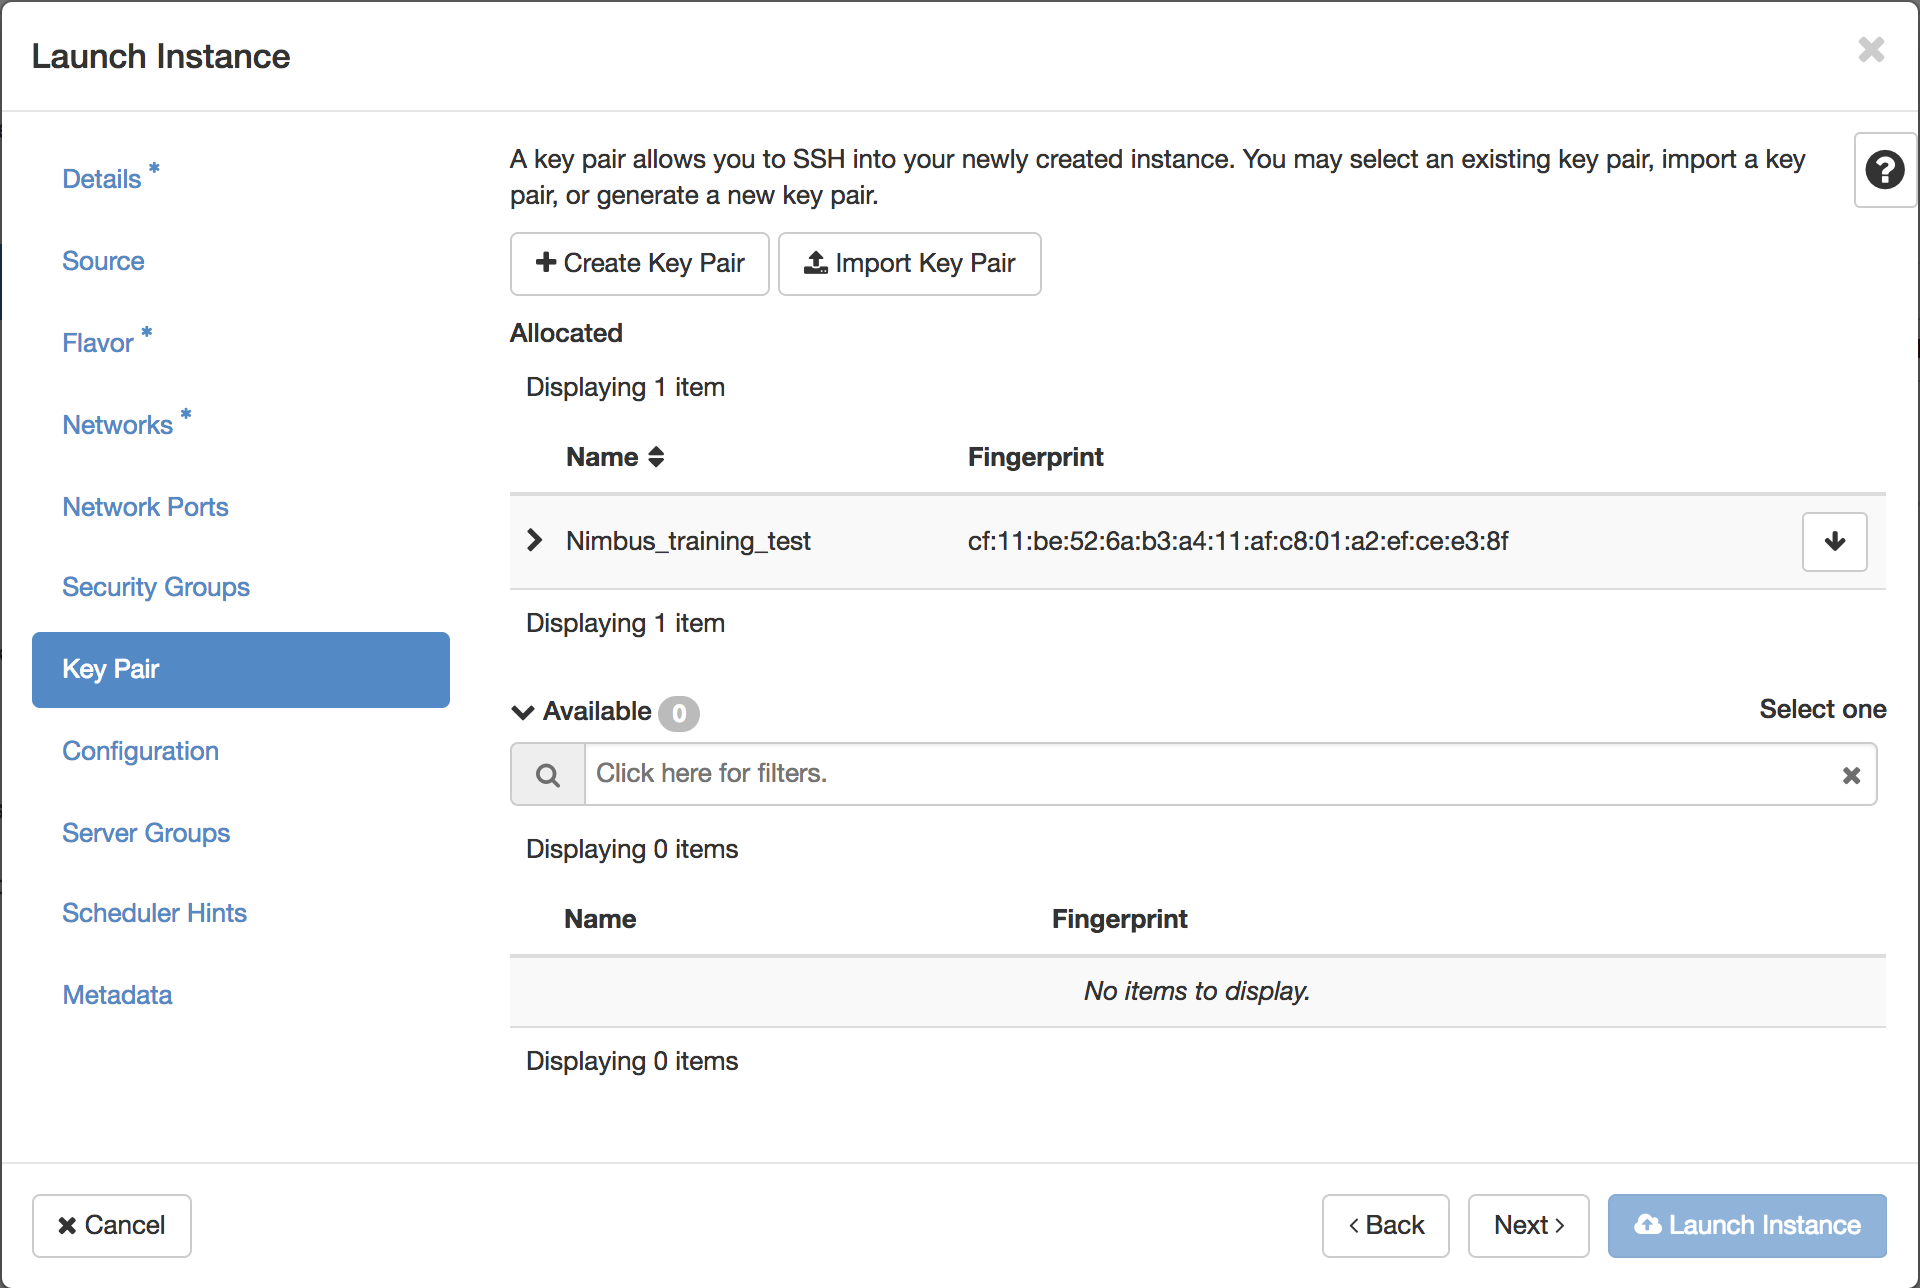 Launch Instance
Details *
Source
Flavor *
Networks *
Network Ports
Security Groups
Key Pair
Configuration
Server Groups
Scheduler Hints
Metadata
A key pair allows you to SSH into your newly created instance. You may select an existing key pair, import a key
pair, or generate a new key pair.
Create Key Pair
Import Key Pair
Allocated
Displaying 1 item
Name Fingerprint
Nimbus_training_test cf:11:be:52:6a:b3:a4:11:af:c8:01:a2:ef:ce:e3:8f
Displaying 1 item
Available 0 Select one
Click here for filters.
Displaying 0 items
Name Fingerprint
No items to display.
Displaying 0 items
Cancel
‹ Back
Next ›
Launch Instance